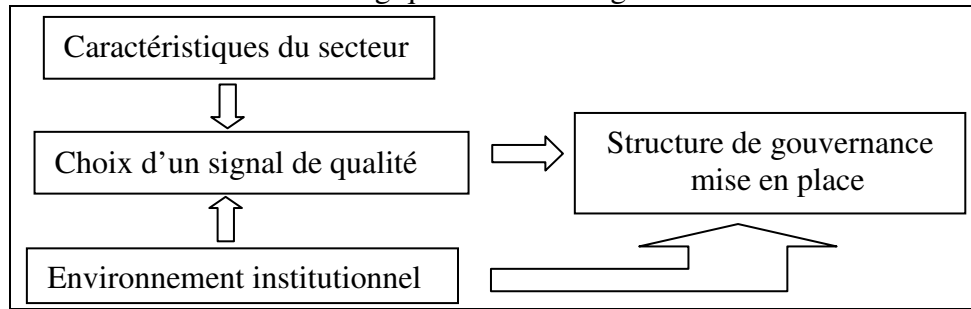 Caractéristiques du secteur
Choix d'un signal de qualité
Structure de gouvernance
mise en place
Environnement institutionnel